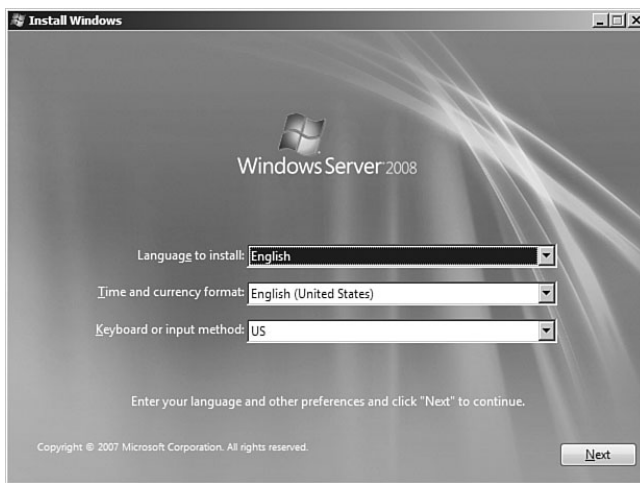 Install Windows
Windows Server 2008
Language to install: English
Time and currency format: English (United States)
Keyboard or input method: US
Enter your language and other preferences and click "Next" to continue.
Copyright © 2007 Microsoft Corporation. All rights reserved.
Next